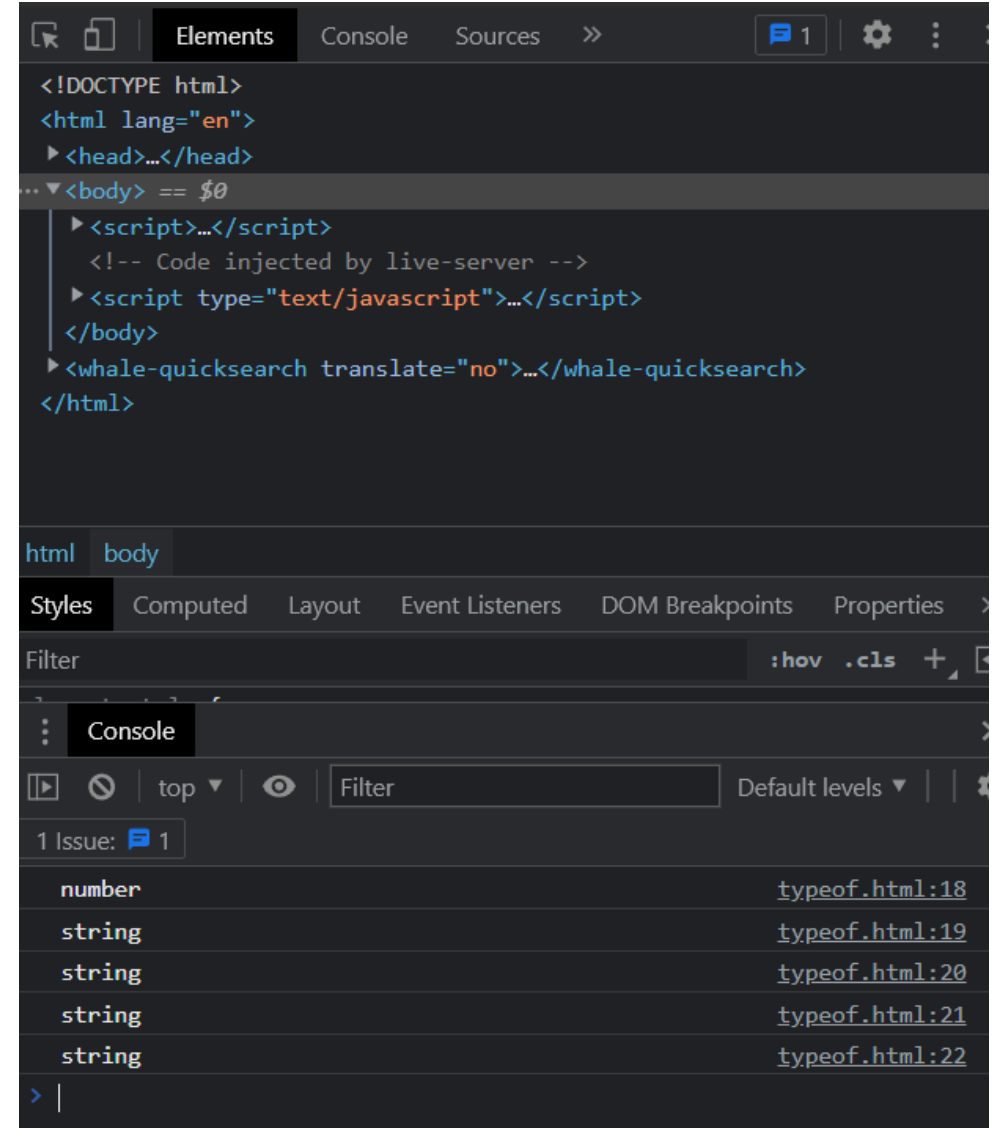 Elements Console Sources » 1
<!DOCTYPE html>
<html lang="en">
<head>…</head>
<body> == $0
<script>…</script>
<!-- Code injected by live-server -->
<script type="text/javascript">…</script>
</body>
<whale-quicksearch translate="no">…</whale-quicksearch>
</html>
html body
Styles Computed Layout Event Listeners DOM Breakpoints Properties
Filter :hov .cls +
Console
top Filter Default levels
1 Issue: 1
number typeof.html:18
string typeof.html:19
string typeof.html:20
string typeof.html:21
string typeof.html:22
>